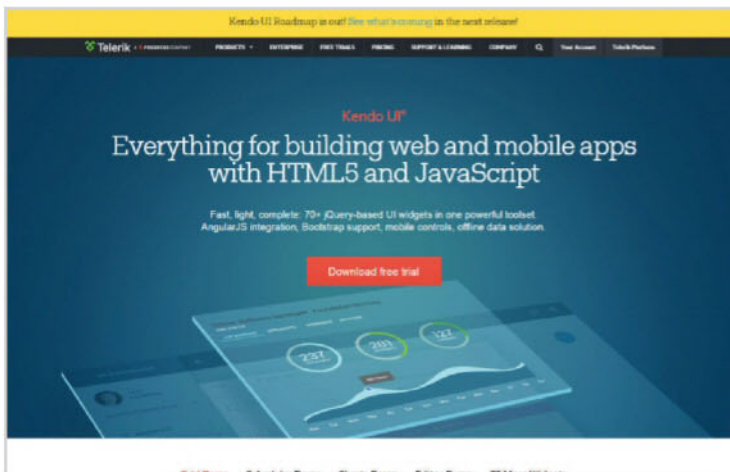 Kendo UI Roadmap is out! See what's coming in the next release!
Telerik PRODUCTS ENTERPRISE FREE TRIALS PRICING SUPPORT & LEARNING COMPANY Your Account Telerik Platform
Kendo UI®
Everything for building web and mobile apps
with HTML5 and JavaScript
Fast, light, complete: 70+ jQuery-based UI widgets in one powerful toolset.
AngularJS integration, Bootstrap support, mobile controls, offline data solution.
Download free trial
237
203
127